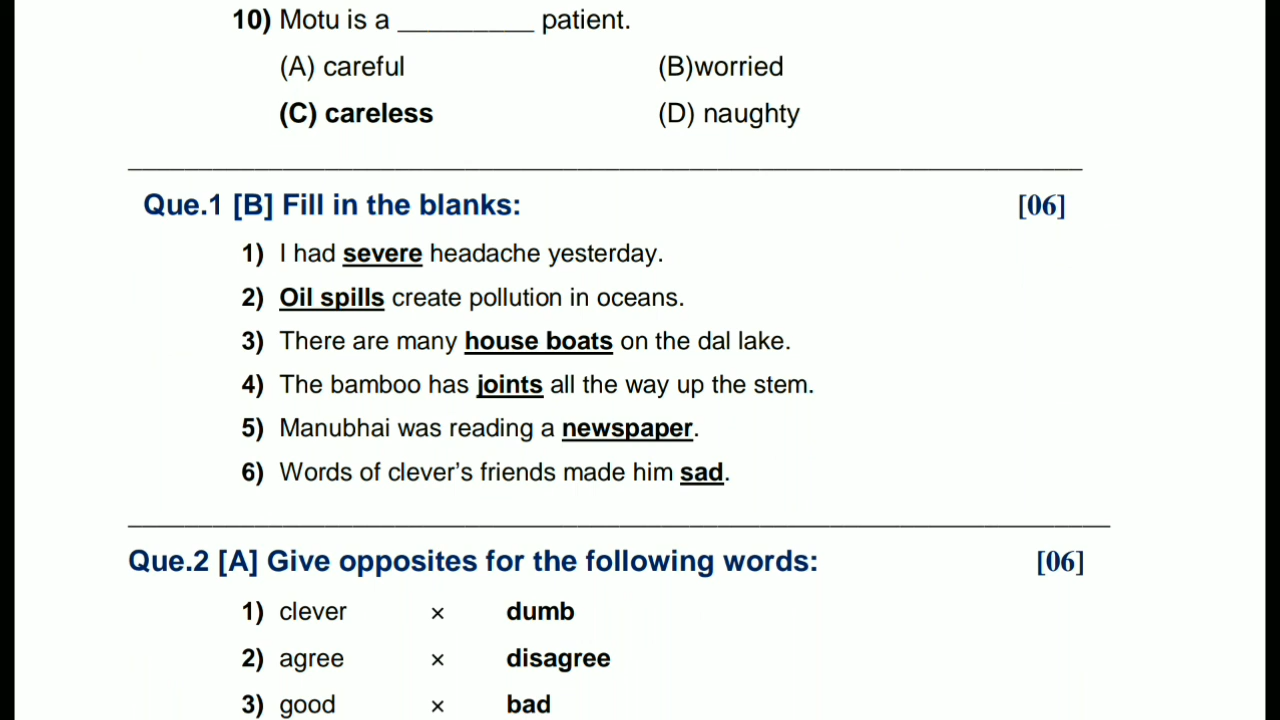 10) Motu is a _________ patient.
(A) careful (B)worried
(C) careless (D) naughty
Que.1 [B] Fill in the blanks: [06]
1) I had severe headache yesterday.
2) Oil spills create pollution in oceans.
3) There are many house boats on the dal lake.
4) The bamboo has joints all the way up the stem.
5) Manubhai was reading a newspaper.
6) Words of clever’s friends made him sad.
Que.2 [A] Give opposites for the following words: [06]
1) clever × dumb
2) agree × disagree
3) good × bad